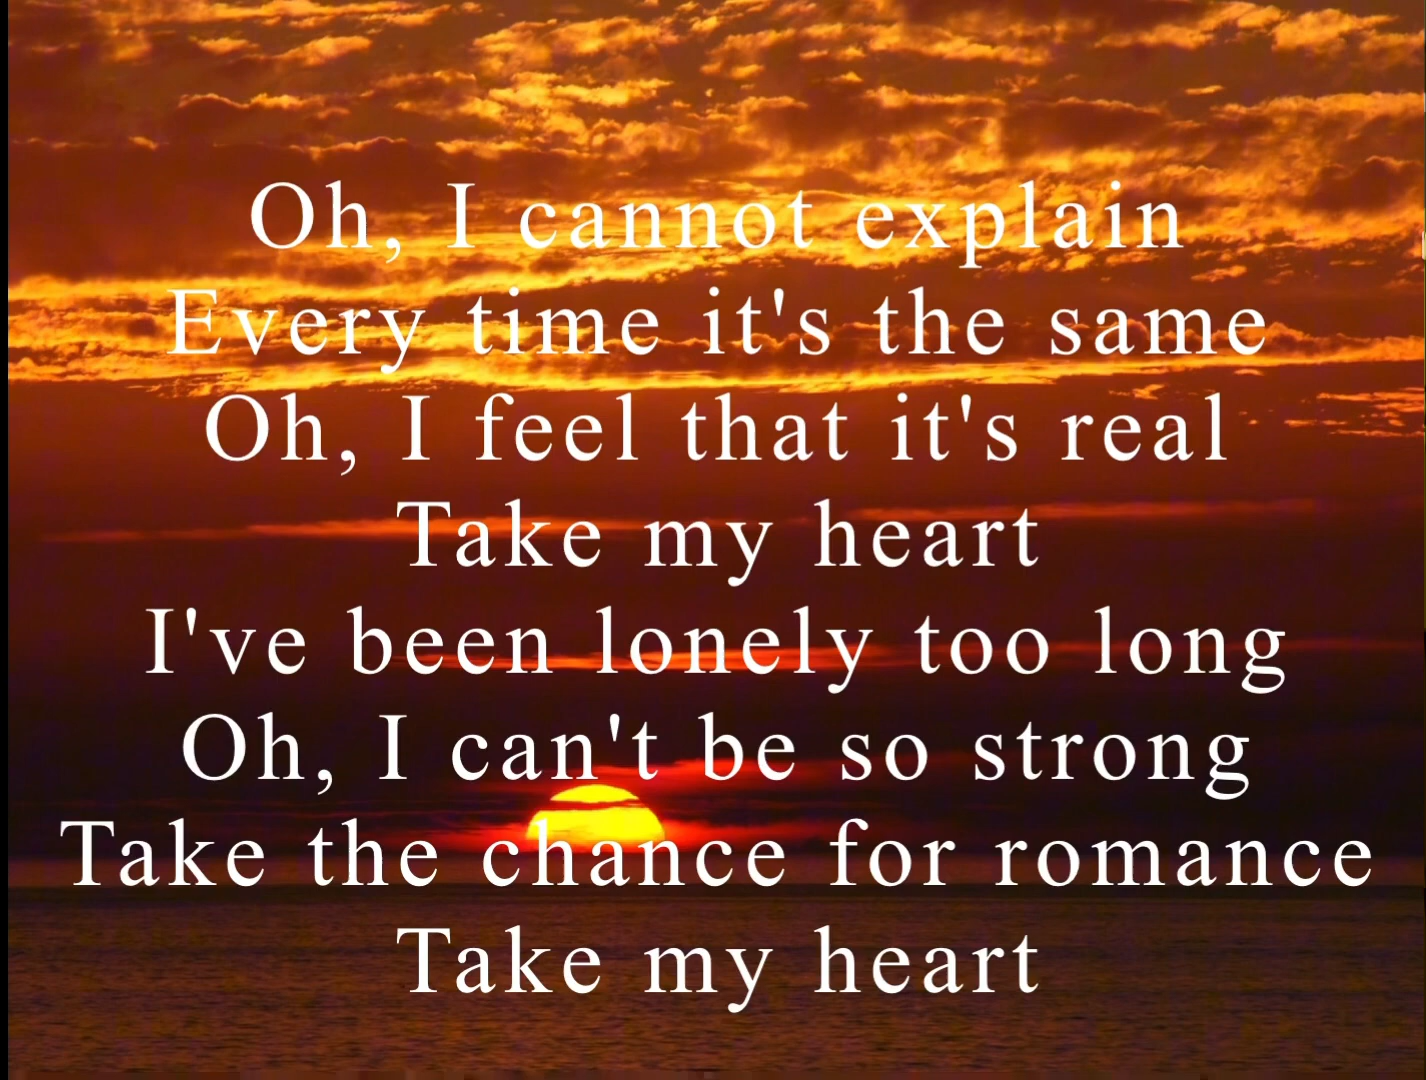 Oh, I cannot explain
Every time it's the same
Oh, I feel that it's real
Take my heart
I've been lonely too long
Oh, I can't be so strong
Take the chance for romance
Take my heart